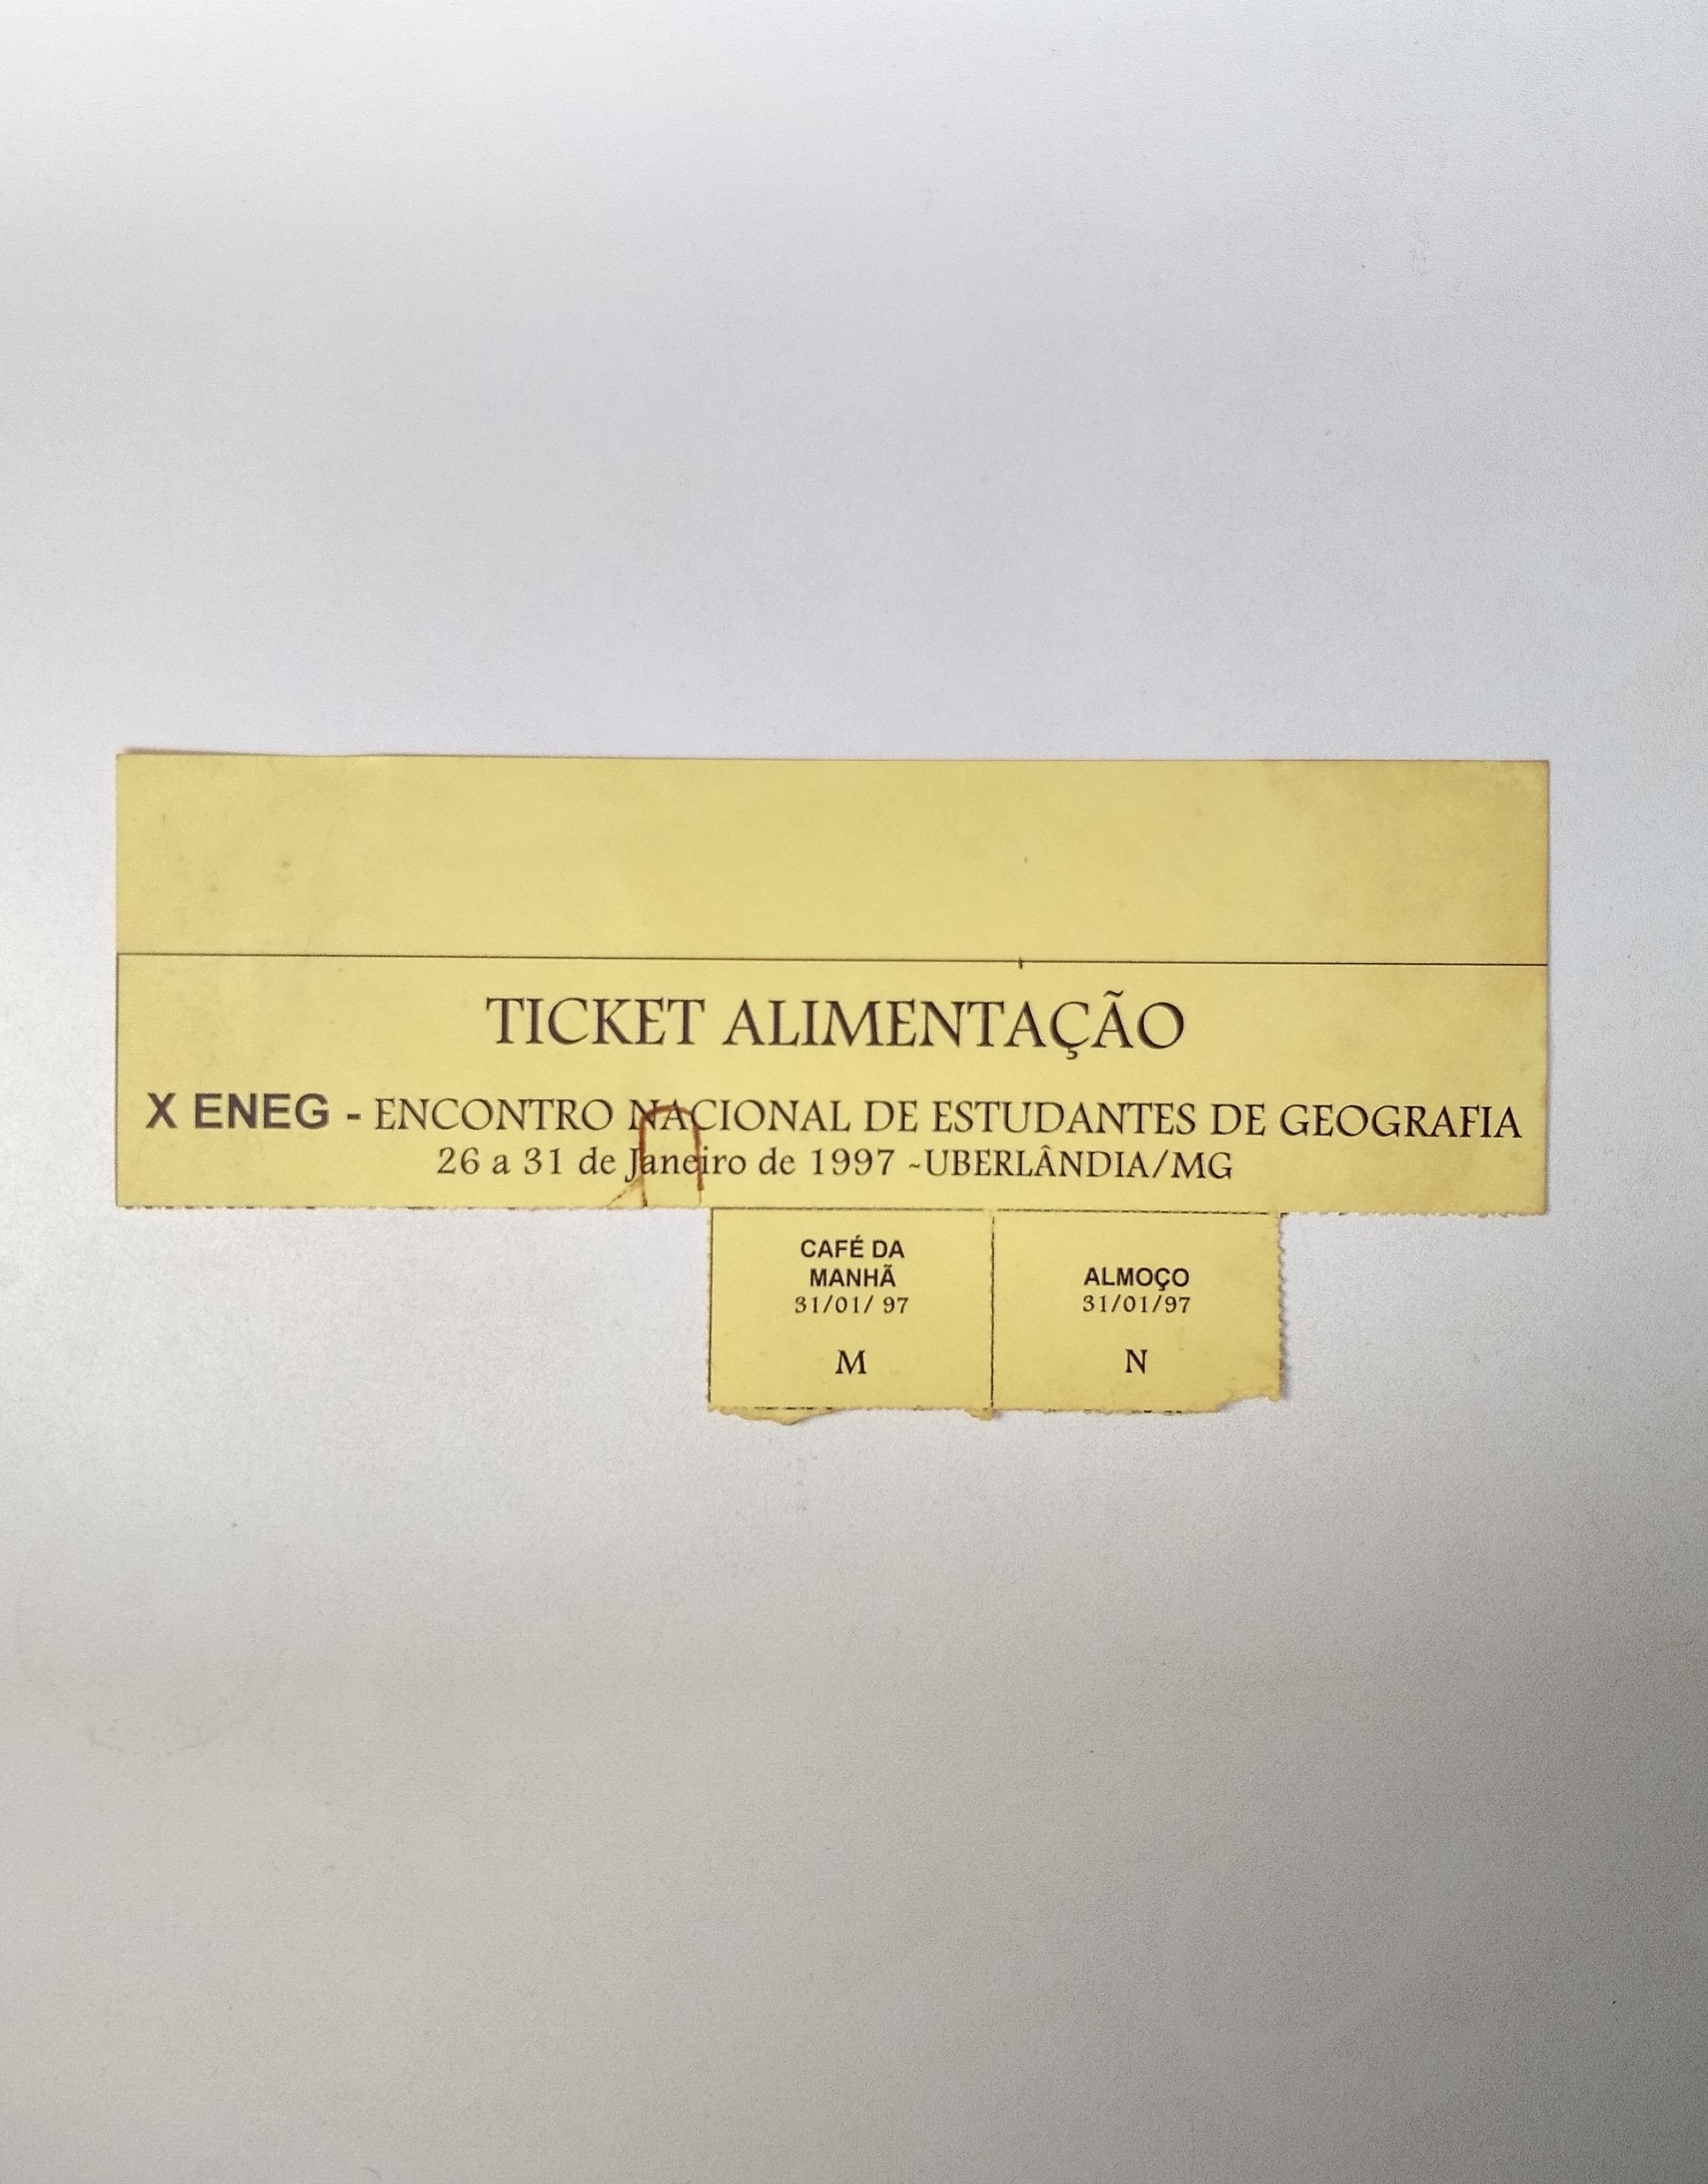 TICKET ALIMENTAÇÃO
X ENEG - ENCONTRO NACIONAL DE ESTUDANTES DE GEOGRAFIA
26 a 31 de Janeiro de 1997 -UBERLÂNDIA/MG
CAFÉ DA
MANHÃ
31/01/ 97
M
ALMOÇO
31/01/97
N